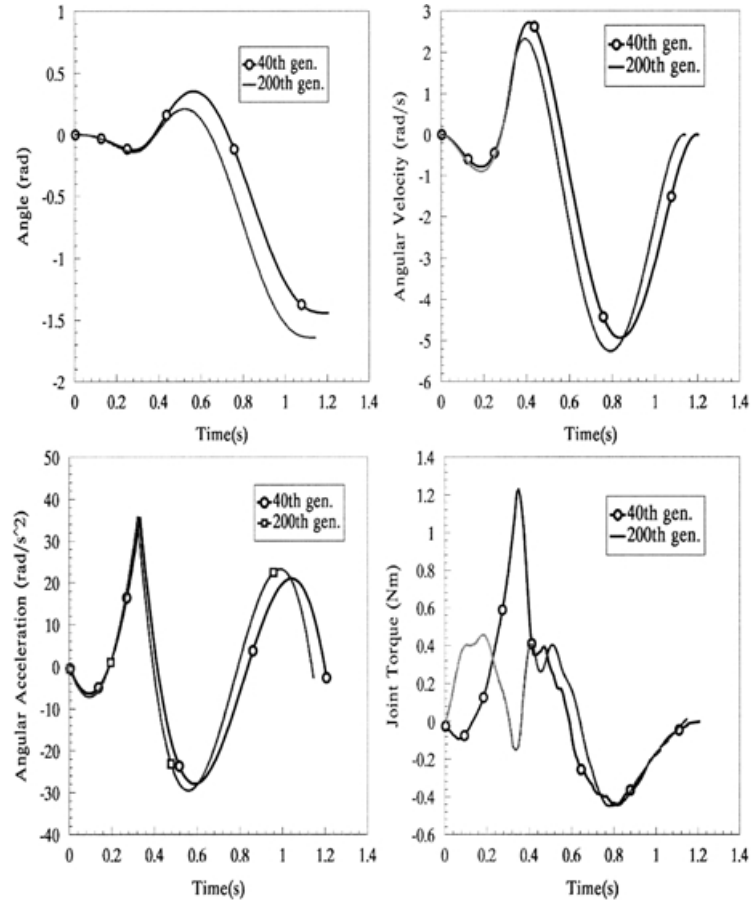 1
0.5
0
-0.5
-1
-1.5
-2
Angle (rad)
40th gen.
200th gen.
0 0.2 0.4 0.6 0.8 1 1.2 1.4
Time(s)
3
2
1
0
-1
-2
-3
-4
-5
-6
Angular Velocity (rad/s)
40th gen.
200th gen.
0 0.2 0.4 0.6 0.8 1 1.2 1.4
Time(s)
50
40
30
20
10
0
-10
-20
-30
-40
Angular Acceleration (rad/s^2)
40th gen.
200th gen.
0 0.2 0.4 0.6 0.8 1 1.2 1.4
Time(s)
1.4
1.2
1
0.8
0.6
0.4
0.2
0
-0.2
-0.4
-0.6
Joint Torque (Nm)
40th gen.
200th gen.
0 0.2 0.4 0.6 0.8 1 1.2 1.4
Time(s)